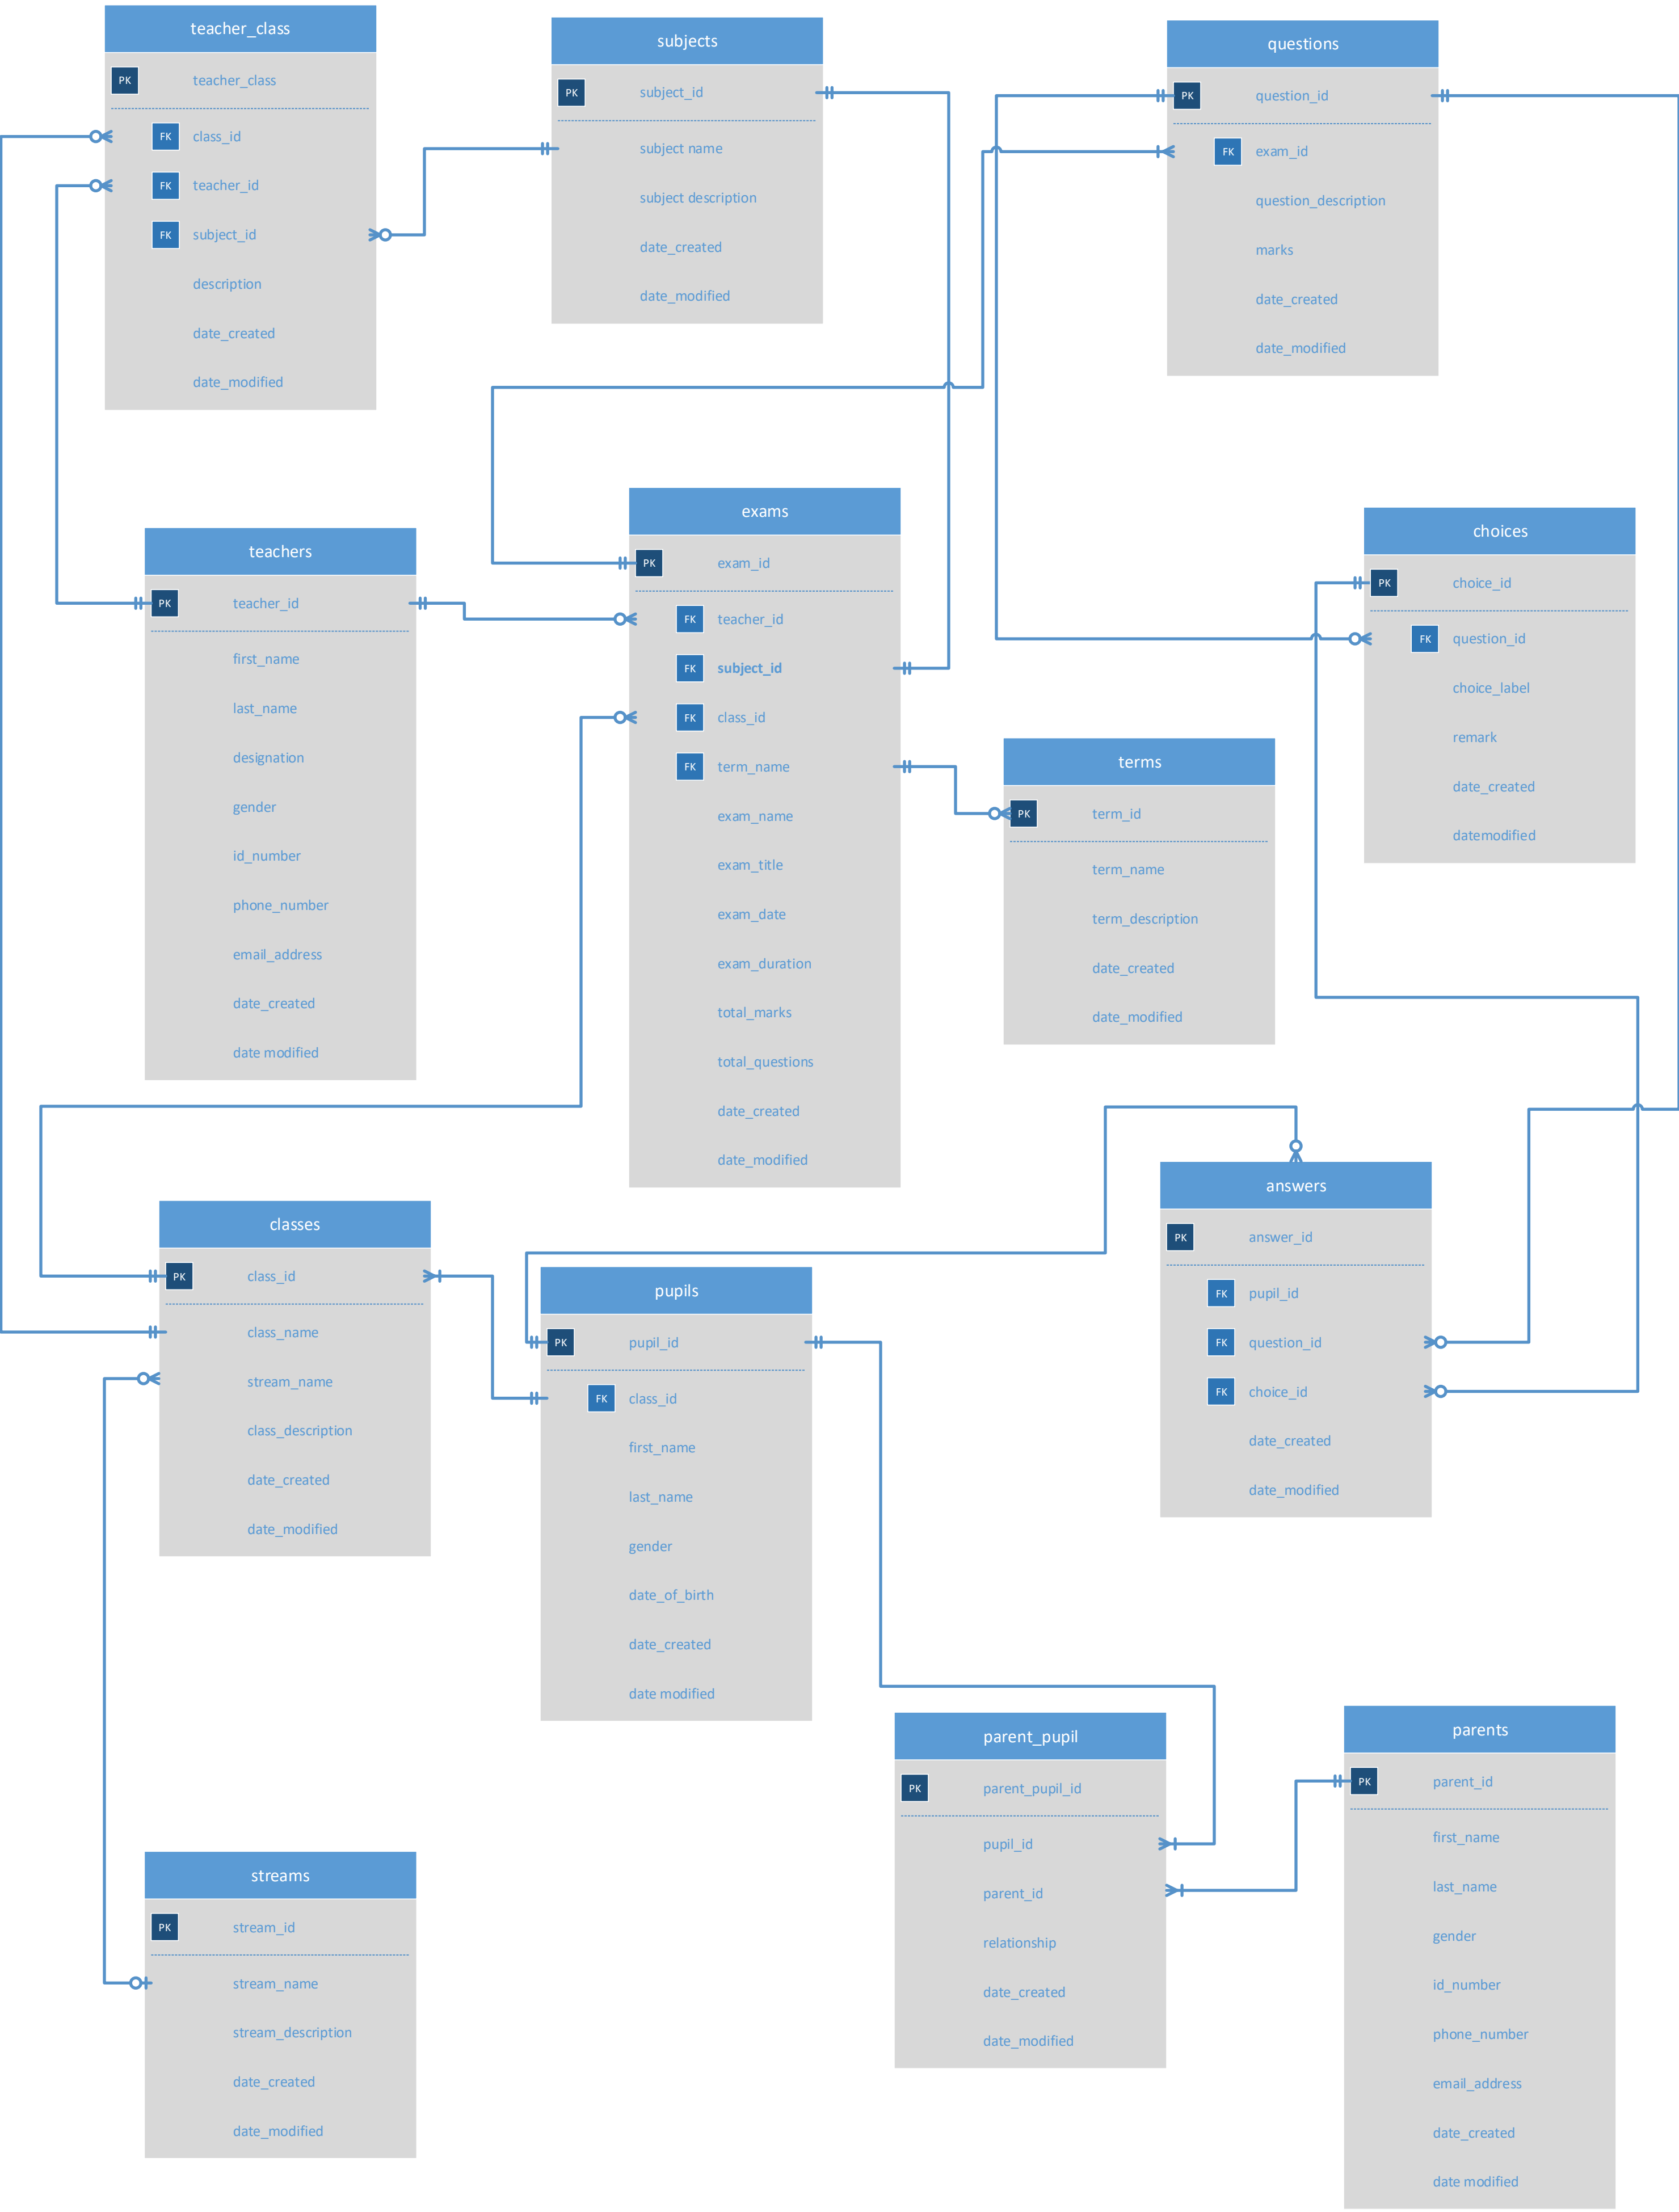 teacher_class
PK teacher_class
FK class_id
FK teacher_id
FK subject_id
description
date_created
date_modified
subjects
PK subject_id
subject name
subject description
date_created
date_modified
questions
PK question_id
FK exam_id
question_description
marks
date_created
date_modified
teachers
PK teacher_id
first_name
last_name
designation
gender
id_number
phone_number
email_address
date_created
date modified
exams
PK exam_id
FK teacher_id
FK subject_id
FK class_id
FK term_name
exam_name
exam_title
exam_date
exam_duration
total_marks
total_questions
date_created
date_modified
choices
PK choice_id
FK question_id
choice_label
remark
date_created
datemodified
terms
PK term_id
term_name
term_description
date_created
date_modified
answers
PK answer_id
FK pupil_id
FK question_id
FK choice_id
date_created
date_modified
classes
PK class_id
class_name
stream_name
class_description
date_created
date_modified
pupils
PK pupil_id
FK class_id
first_name
last_name
gender
date_of_birth
date_created
date modified
parent_pupil
PK parent_pupil_id
pupil_id
parent_id
relationship
date_created
date_modified
parents
PK parent_id
first_name
last_name
gender
id_number
phone_number
email_address
date_created
date modified
streams
PK stream_id
stream_name
stream_description
date_created
date_modified